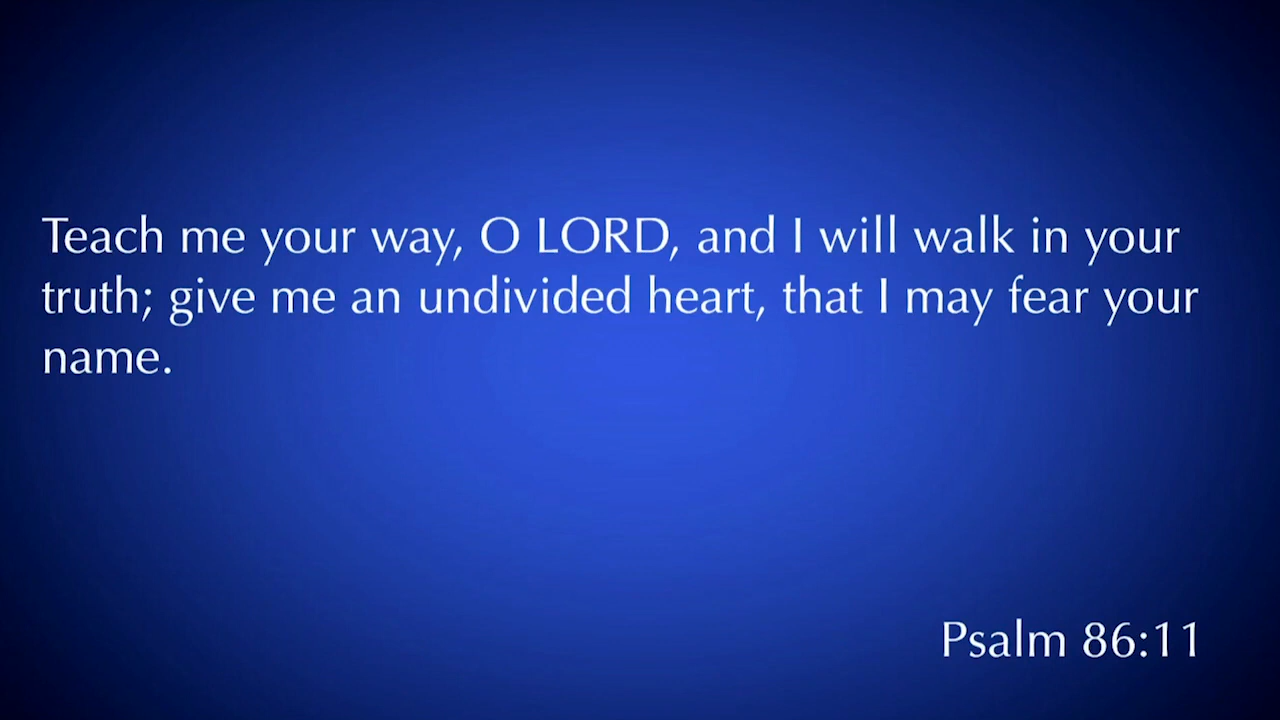 Teach me your way, O LORD, and I will walk in your
truth; give me an undivided heart, that I may fear your
name.
Psalm 86:11